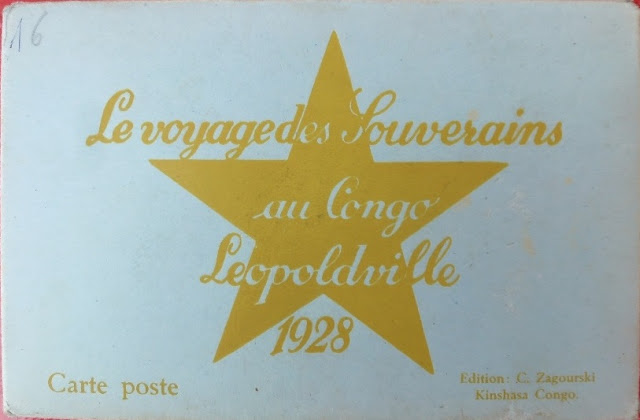 16
Le voyage des Souverains
au Congo
Leopoldville
1928
Carte poste
Edition: C. Zagourski
Kinshasa Congo.